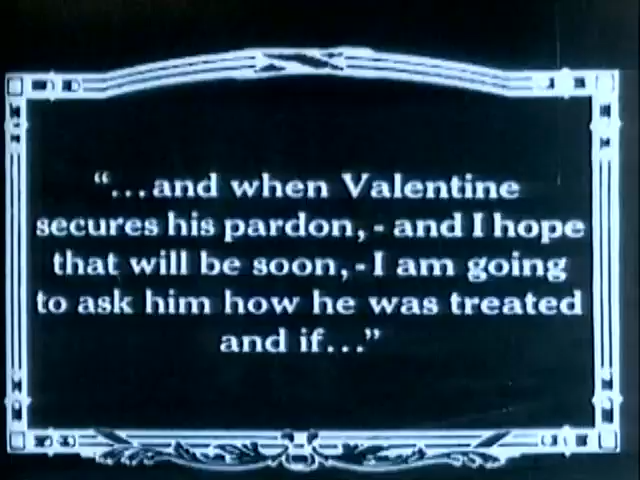 “...and when Valentine
secures his pardon,-and I hope
that will be soon,-I am going
to ask him how he was treated
and if...”